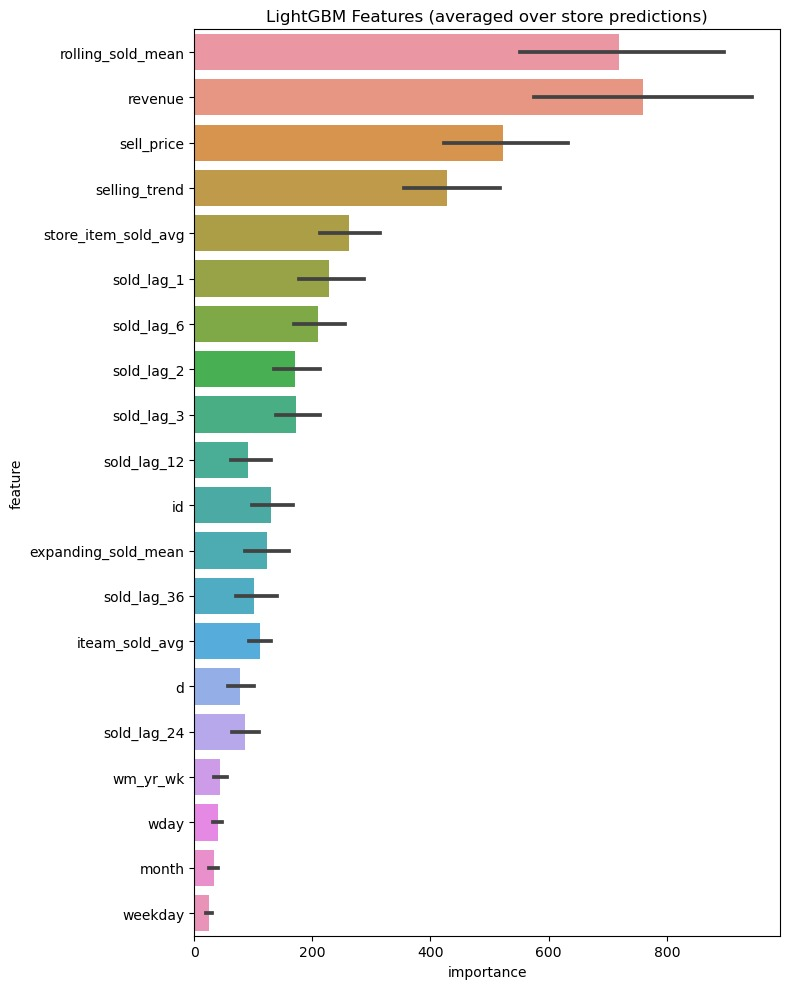 LightGBM Features (averaged over store predictions)
rolling_sold_mean
revenue
sell_price
selling_trend
store_item_sold_avg
sold_lag_1
sold_lag_6
sold_lag_2
sold_lag_3
sold_lag_12
id
expanding_sold_mean
sold_lag_36
iteam_sold_avg
d
sold_lag_24
wm_yr_wk
wday
month
weekday
feature
0 200 400 600 800
importance